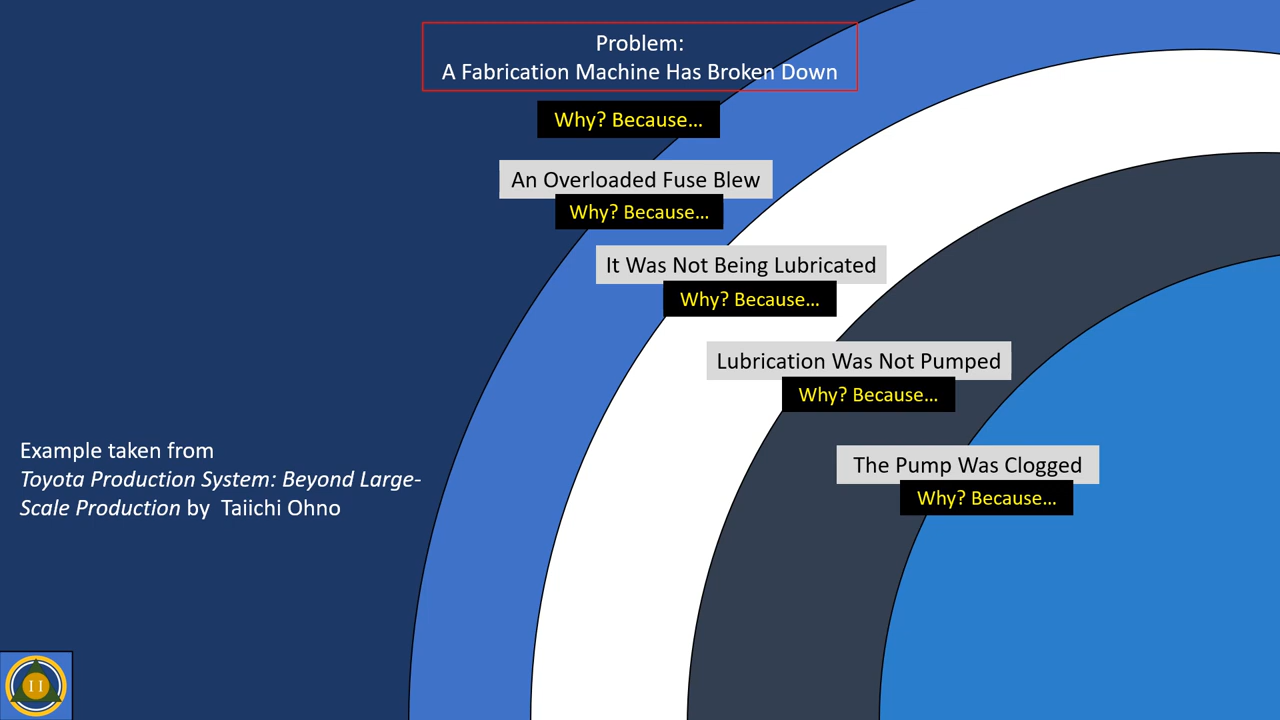 Problem:
A Fabrication Machine Has Broken Down
Why? Because...
An Overloaded Fuse Blew
Why? Because...
It Was Not Being Lubricated
Why? Because...
Lubrication Was Not Pumped
Why? Because...
The Pump Was Clogged
Why? Because...
Example taken from
Toyota Production System: Beyond Large-
Scale Production by  Taiichi Ohno
II